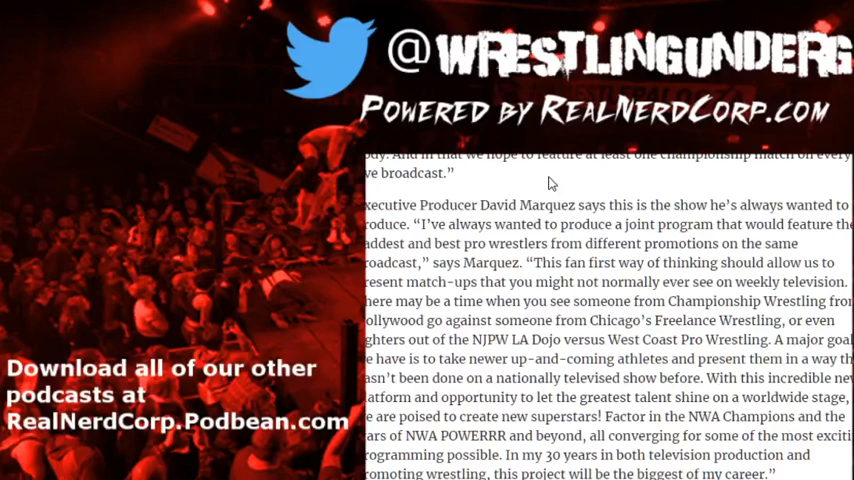 @WRESTLINGUNDERG
POWERED BY REALNERDCORP.COM
ody. And in that we hope to feature at least one championship match on every
ve broadcast.”
xecutive Producer David Marquez says this is the show he’s always wanted to
roduce. “I’ve always wanted to produce a joint program that would feature the
addest and best pro wrestlers from different promotions on the same
roadcast,” says Marquez. “This fan first way of thinking should allow us to
resent match-ups that you might not normally ever see on weekly television.
here may be a time when you see someone from Championship Wrestling from
ollywood go against someone from Chicago’s Freelance Wrestling, or even
ghters out of the NJPW LA Dojo versus West Coast Pro Wrestling. A major goal
e have is to take newer up-and-coming athletes and present them in a way th
asn’t been done on a nationally televised show before. With this incredible new
latform and opportunity to let the greatest talent shine on a worldwide stage,
e are poised to create new superstars! Factor in the NWA Champions and the
ars of NWA POWERRR and beyond, all converging for some of the most exciti
rogramming possible. In my 30 years in both television production and
romoting wrestling, this project will be the biggest of my career.”
Download all of our other
podcasts at
RealNerdCorp.Podbean.com